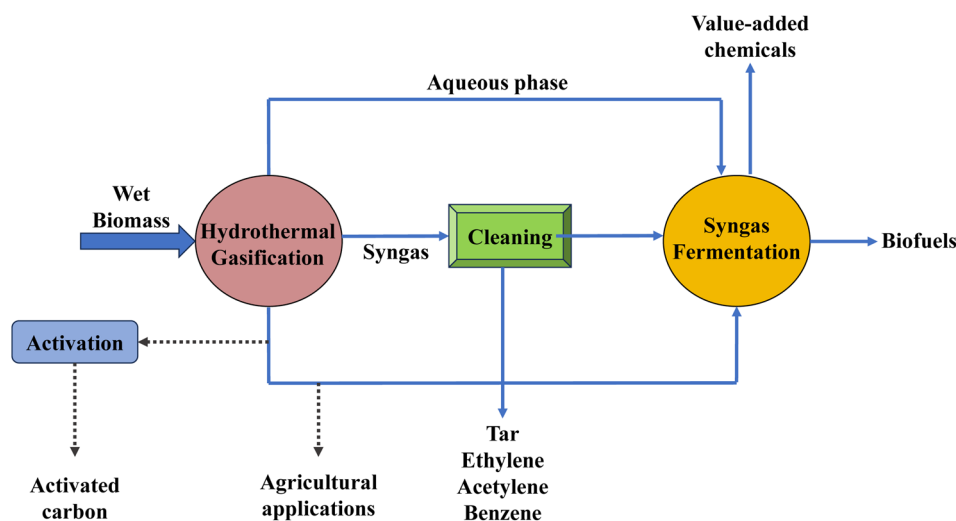 Value-added
chemicals
Aqueous phase
Wet
Biomass
Hydrothermal
Gasification
Syngas
Cleaning
Syngas
Fermentation
Biofuels
Activation
Activated
carbon
Agricultural
applications
Tar
Ethylene
Acetylene
Benzene